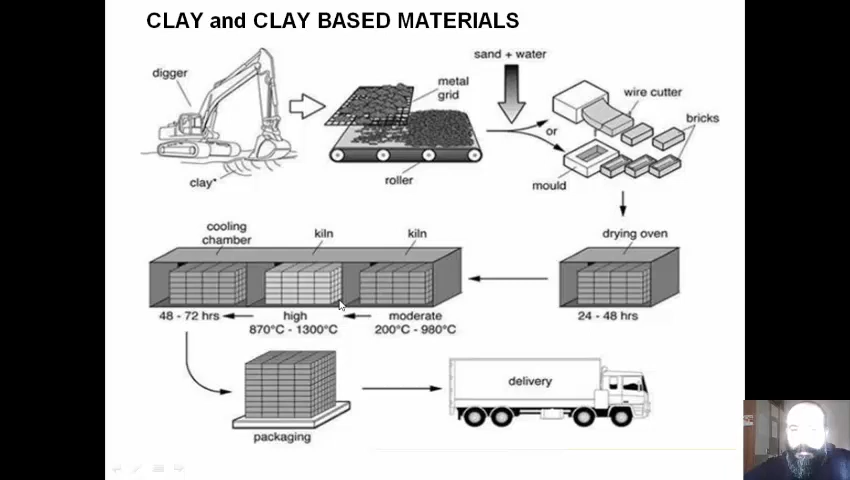 CLAY and CLAY BASED MATERIALS
digger
clay*
metal
grid
roller
sand + water
or
wire cutter
bricks
mould
drying oven
24 - 48 hrs
kiln
moderate
200°C - 980°C
kiln
high
870°C - 1300°C
cooling
chamber
48 - 72 hrs
packaging
delivery